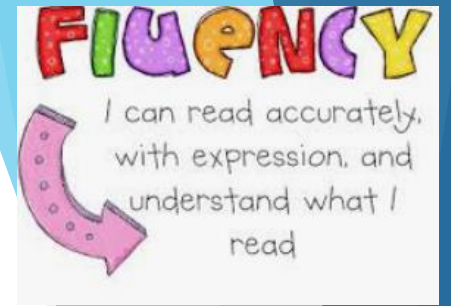 FlUeNCY
I can read accurately,
with expression, and
understand what I
read